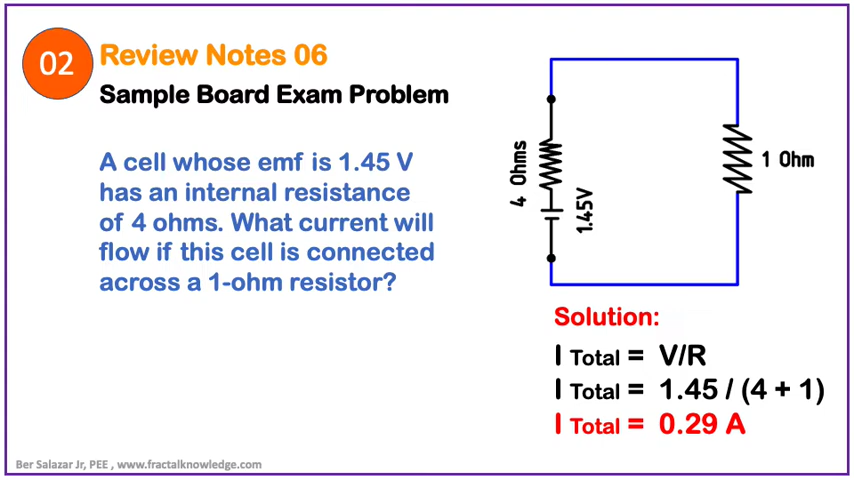 02
Review Notes 06
Sample Board Exam Problem
A cell whose emf is 1.45 V
has an internal resistance
of 4 ohms. What current will
flow if this cell is connected
across a 1-ohm resistor?
4 Ohms
1.45V
1 Ohm
Solution:
I Total = V/R
I Total = 1.45 / (4 + 1)
I Total = 0.29 A
Ber Salazar Jr, PEE , www.fractalknowledge.com